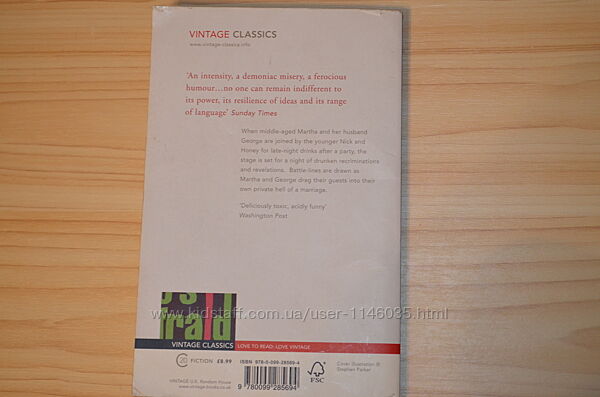 VINTAGE CLASSICS
www.vintage-classics.info
'An intensity, a demoniac misery, a ferocious
humour...no one can remain indifferent to
its power, its resilience of ideas and its range
of language' Sunday Times
When middle-aged Martha and her husband
George are joined by the younger Nick and
Honey for late-night drinks after a party, the
stage is set for a night of drunken recriminations
and revelations. Battle-lines are drawn as
Martha and George drag their guests into their
own private hell of a marriage.
'Deliciously toxic, acidly funny'
Washington Post
o's
fraid
www.kidstaff.com.ua/user-1146035.html
VINTAGE CLASSICS
LOVE TO READ: LOVE VINTAGE
C20 FICTION £8.99
ISBN 978-0-099-28569-4
9 780099 285694
FSC
Cover illustration ©
Stephen Parker
VINTAGE U.K. Random House
www.vintage-books.co.uk